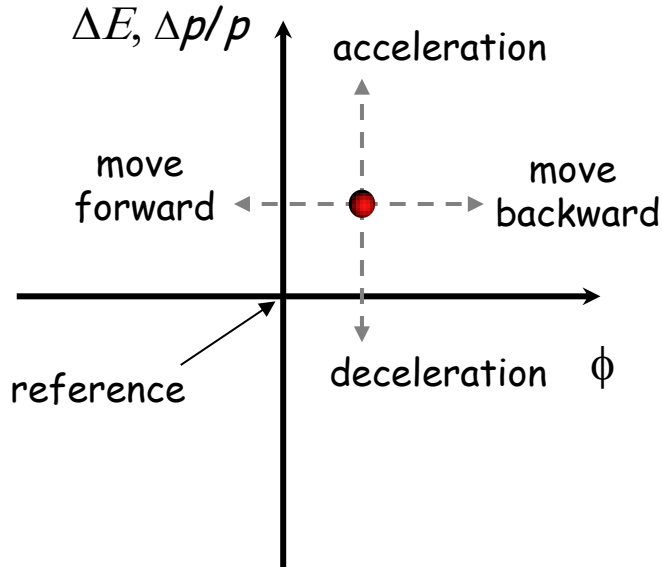 ΔE, Δp/p
acceleration
move
forward
move
backward
reference
deceleration
ϕ